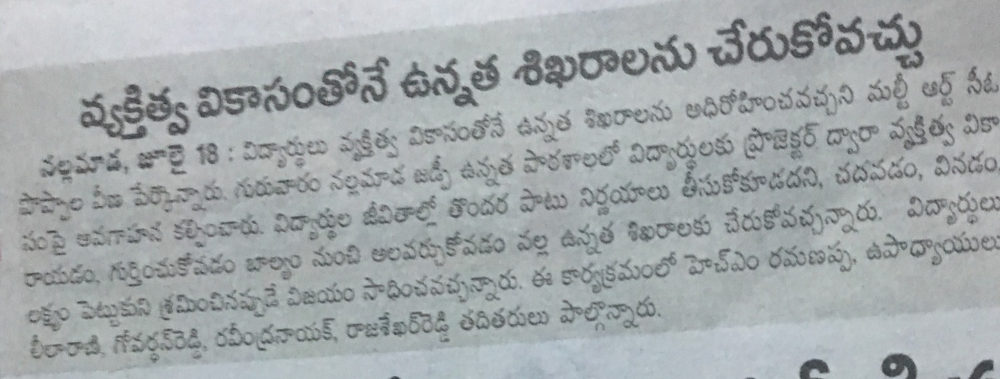 వ్యక్తిత్వ వికాసంతోనే ఉన్నత శిఖరాలను చేరుకోవచ్చు
నల్లమాడ, జూలై 18 : విద్యార్థులు వ్యక్తిత్వ వికాసంతోనే ఉన్నత శిఖరాలను అధిరోహించవచ్చని మల్టీ ఆర్ట్ సీఓ
పాప్పాల వీణ పేర్కొన్నారు. గురువారం నల్లమాడ జడ్పీ ఉన్నత పాఠశాలలో విద్యార్థులకు ప్రొజెక్టర్ ద్వారా వ్యక్తిత్వ వికా
సంపై అవగాహన కల్పించారు. విద్యార్థుల జీవితాల్లో తొందర పాటు నిర్ణయాలు తీసుకోకూడదని, చదవడం, వినడం,
రాయడం, గుర్తించుకోవడం బాల్యం నుంచి అలవర్చుకోవడం వల్ల ఉన్నత శిఖరాలకు చేరుకోవచ్చన్నారు. విద్యార్థులు
లక్ష్యం పెట్టుకుని శ్రమించినప్పుడే విజయం సాధించవచ్చన్నారు. ఈ కార్యక్రమంలో హెచ్ఎం రమణప్ప, ఉపాధ్యాయులు
లీలారాణి, గోవర్ధన్‌రెడ్డి, రవీంద్రనాయక్, రాజశేఖర్‌రెడ్డి తదితరులు పాల్గొన్నారు.